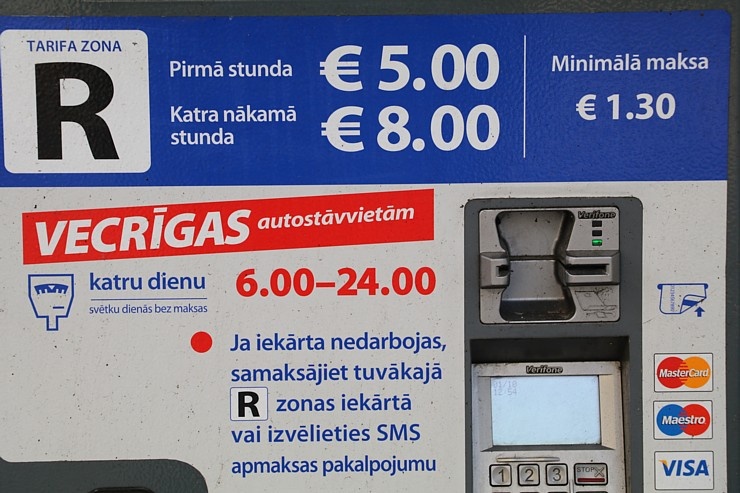 TARIFA ZONA
R
Pirmā stunda € 5.00
Katra nākamā
stunda
€ 8.00
Minimālā maksa
€ 1.30
VECRĪGAS autostāvvietām
katru dienu
svētku dienās bez maksas
6.00–24.00
Ja iekārta nedarbojas,
samaksājiet tuvākajā
R zonas iekārtā
vai izvēlieties SMS
apmaksas pakalpojumu
Verifone
Verifone
12:54
1 2 3 STOP
MasterCard
Maestro
VISA